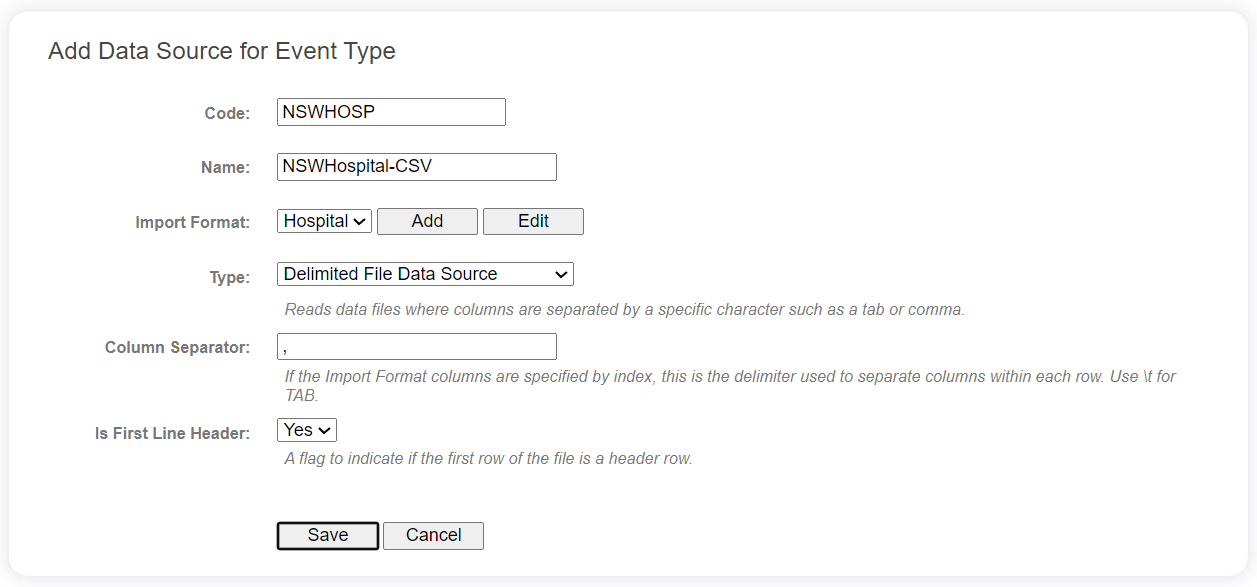 Add Data Source for Event Type
Code: NSWHOSP
Name: NSWHospital-CSV
Import Format: Hospital Add Edit
Type: Delimited File Data Source
Reads data files where columns are separated by a specific character such as a tab or comma.
Column Separator: ,
If the Import Format columns are specified by index, this is the delimiter used to separate columns within each row. Use \t for
TAB.
Is First Line Header: Yes
A flag to indicate if the first row of the file is a header row.
Save Cancel